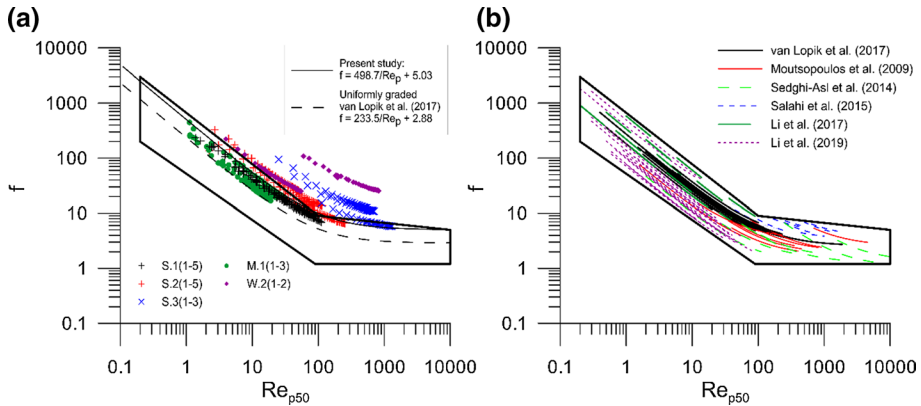 (a)
f
10000
1000
100
10
1
0.1
0.1
1
10
100
1000
10000
Re_p50
Present study:
f = 498.7/Re_p + 5.03
Uniformly graded
van Lopik et al. (2017)
f = 233.5/Re_p + 2.88
S.1(1-5)
S.2(1-5)
S.3(1-3)
M.1(1-3)
W.2(1-2)
(b)
f
10000
1000
100
10
1
0.1
0.1
1
10
100
1000
10000
Re_p50
van Lopik et al. (2017)
Moutsopoulos et al. (2009)
Sedghi-Asl et al. (2014)
Salahi et al. (2015)
Li et al. (2017)
Li et al. (2019)